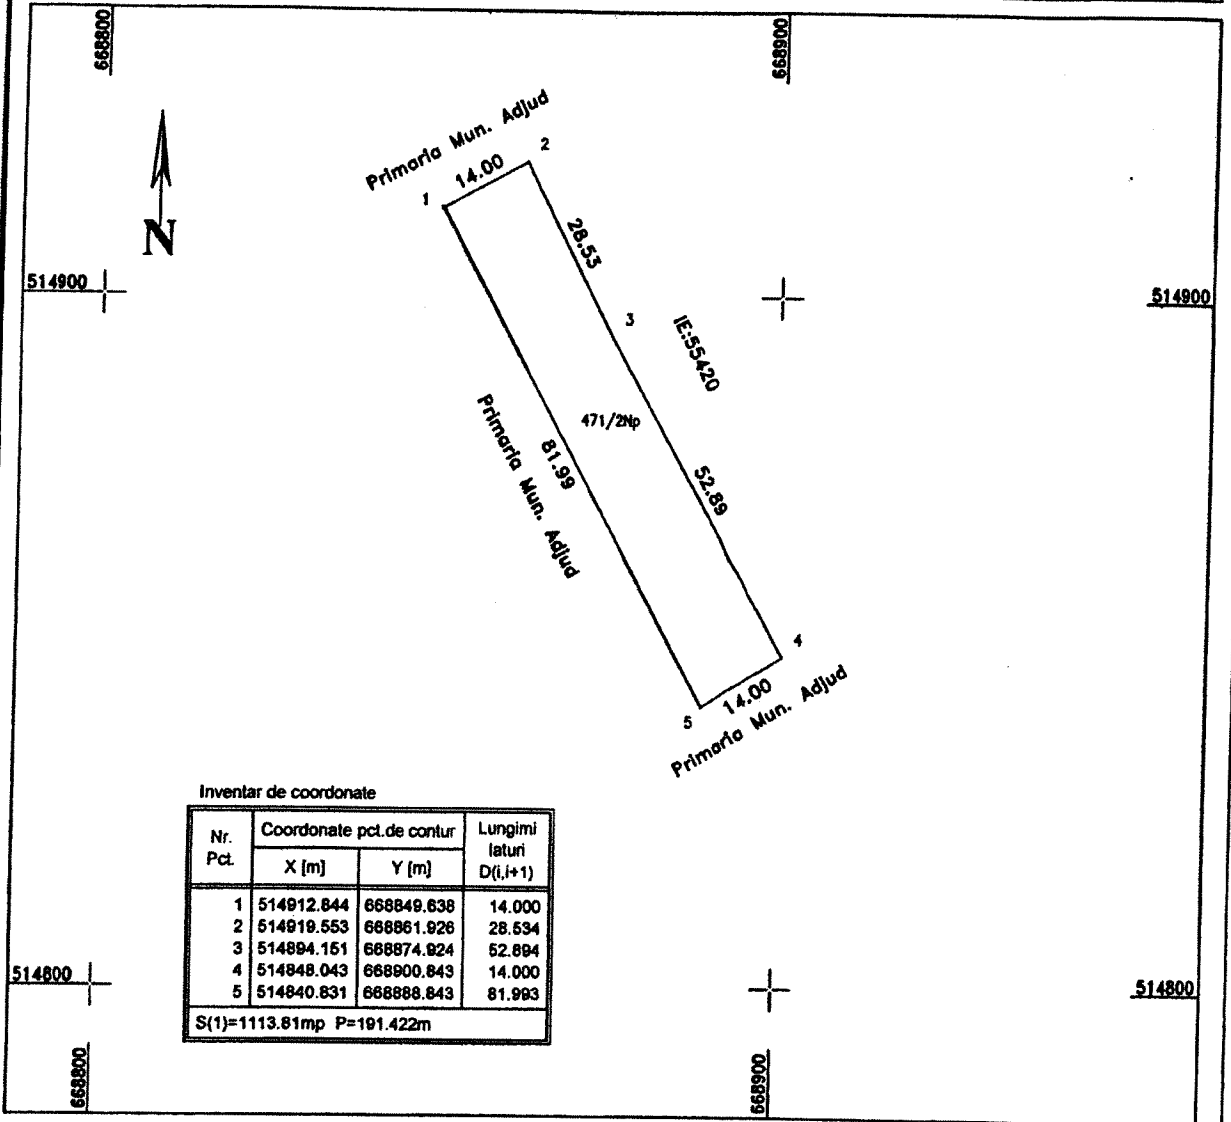 668800
668900
Primaria Mun. Adjud
14.00
2
1
N
28.53
514900
514900
3
IE:55420
471/2Np
Primaria Mun. Adjud
81.99
52.89
4
14.00
5
Primaria Mun. Adjud
Inventar de coordonate
Nr. Pct. Coordonate pct.de contur Lungimi laturi D(i,i+1)
X [m] Y [m]
1 514912.844 668849.638 14.000
2 514919.553 668861.926 28.534
3 514894.151 668874.924 52.894
4 514848.043 668900.843 14.000
5 514840.831 668888.843 81.993
S(1)=1113.81mp P=191.422m
514800
514800
668800
668900